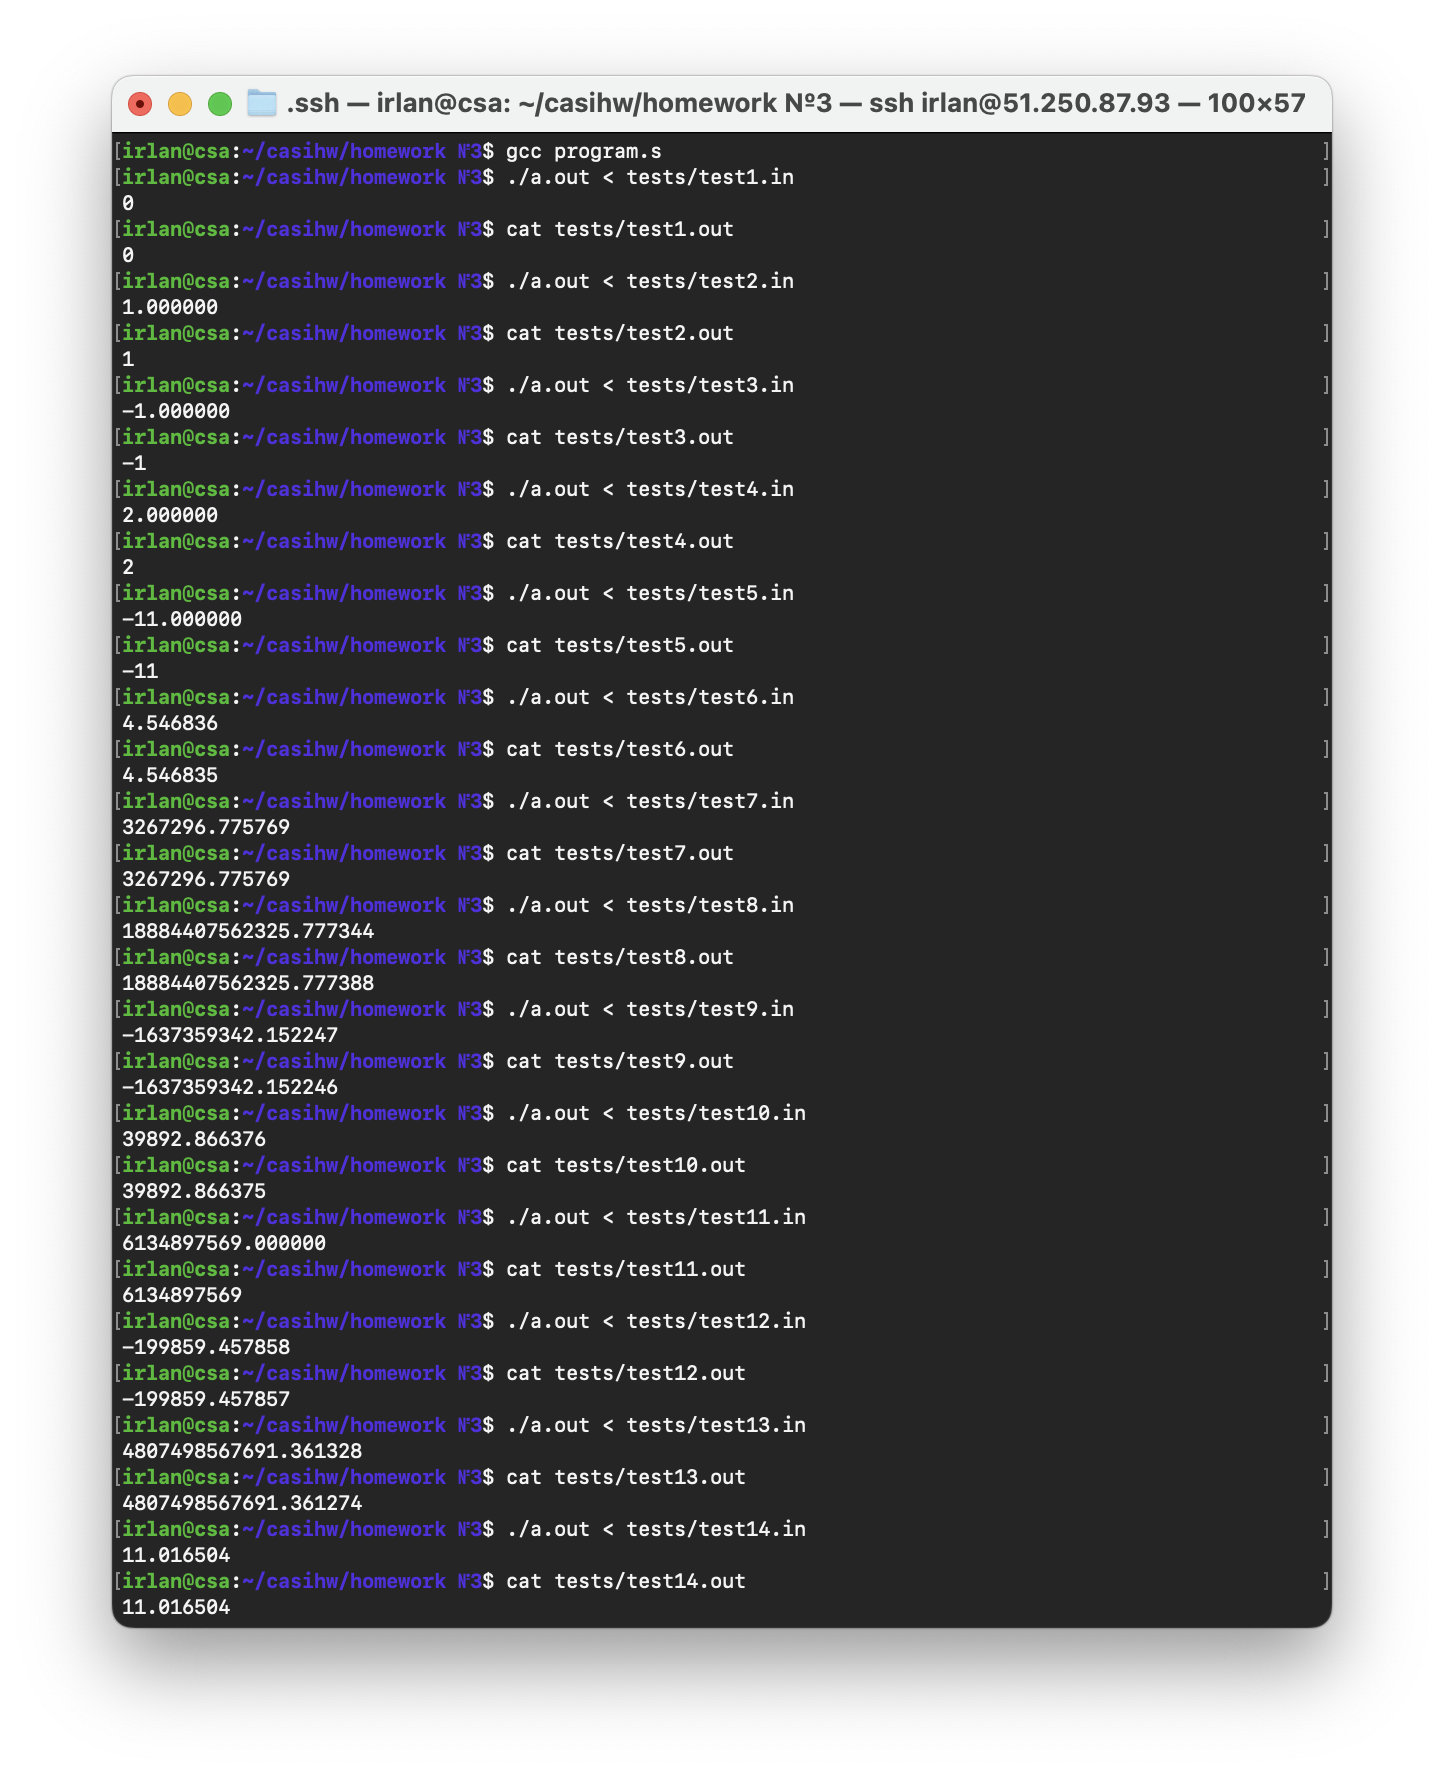 .ssh — irlan@csa: ~/casihw/homework №3 — ssh irlan@51.250.87.93 — 100×57
[irlan@csa:~/casihw/homework №3$ gcc program.s ]
[irlan@csa:~/casihw/homework №3$ ./a.out < tests/test1.in ]
0
[irlan@csa:~/casihw/homework №3$ cat tests/test1.out ]
0
[irlan@csa:~/casihw/homework №3$ ./a.out < tests/test2.in ]
1.000000
[irlan@csa:~/casihw/homework №3$ cat tests/test2.out ]
1
[irlan@csa:~/casihw/homework №3$ ./a.out < tests/test3.in ]
-1.000000
[irlan@csa:~/casihw/homework №3$ cat tests/test3.out ]
-1
[irlan@csa:~/casihw/homework №3$ ./a.out < tests/test4.in ]
2.000000
[irlan@csa:~/casihw/homework №3$ cat tests/test4.out ]
2
[irlan@csa:~/casihw/homework №3$ ./a.out < tests/test5.in ]
-11.000000
[irlan@csa:~/casihw/homework №3$ cat tests/test5.out ]
-11
[irlan@csa:~/casihw/homework №3$ ./a.out < tests/test6.in ]
4.546836
[irlan@csa:~/casihw/homework №3$ cat tests/test6.out ]
4.546835
[irlan@csa:~/casihw/homework №3$ ./a.out < tests/test7.in ]
3267296.775769
[irlan@csa:~/casihw/homework №3$ cat tests/test7.out ]
3267296.775769
[irlan@csa:~/casihw/homework №3$ ./a.out < tests/test8.in ]
18884407562325.777344
[irlan@csa:~/casihw/homework №3$ cat tests/test8.out ]
18884407562325.777388
[irlan@csa:~/casihw/homework №3$ ./a.out < tests/test9.in ]
-1637359342.152247
[irlan@csa:~/casihw/homework №3$ cat tests/test9.out ]
-1637359342.152246
[irlan@csa:~/casihw/homework №3$ ./a.out < tests/test10.in ]
39892.866376
[irlan@csa:~/casihw/homework №3$ cat tests/test10.out ]
39892.866375
[irlan@csa:~/casihw/homework №3$ ./a.out < tests/test11.in ]
6134897569.000000
[irlan@csa:~/casihw/homework №3$ cat tests/test11.out ]
6134897569
[irlan@csa:~/casihw/homework №3$ ./a.out < tests/test12.in ]
-199859.457858
[irlan@csa:~/casihw/homework №3$ cat tests/test12.out ]
-199859.457857
[irlan@csa:~/casihw/homework №3$ ./a.out < tests/test13.in ]
4807498567691.361328
[irlan@csa:~/casihw/homework №3$ cat tests/test13.out ]
4807498567691.361274
[irlan@csa:~/casihw/homework №3$ ./a.out < tests/test14.in ]
11.016504
[irlan@csa:~/casihw/homework №3$ cat tests/test14.out ]
11.016504